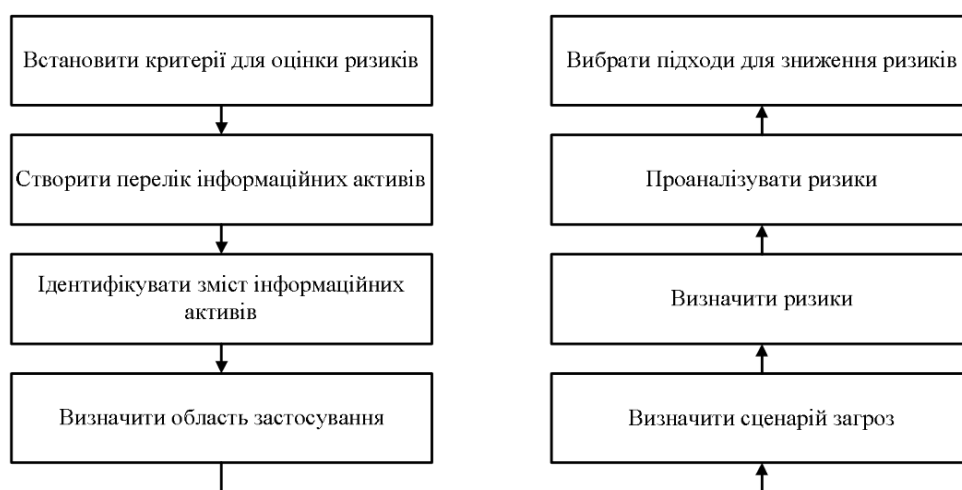 Встановити критерії для оцінки ризиків
Створити перелік інформаційних активів
Ідентифікувати зміст інформаційних
активів
Визначити область застосування
Вибрати підходи для зниження ризиків
Проаналізувати ризики
Визначити ризики
Визначити сценарій загроз